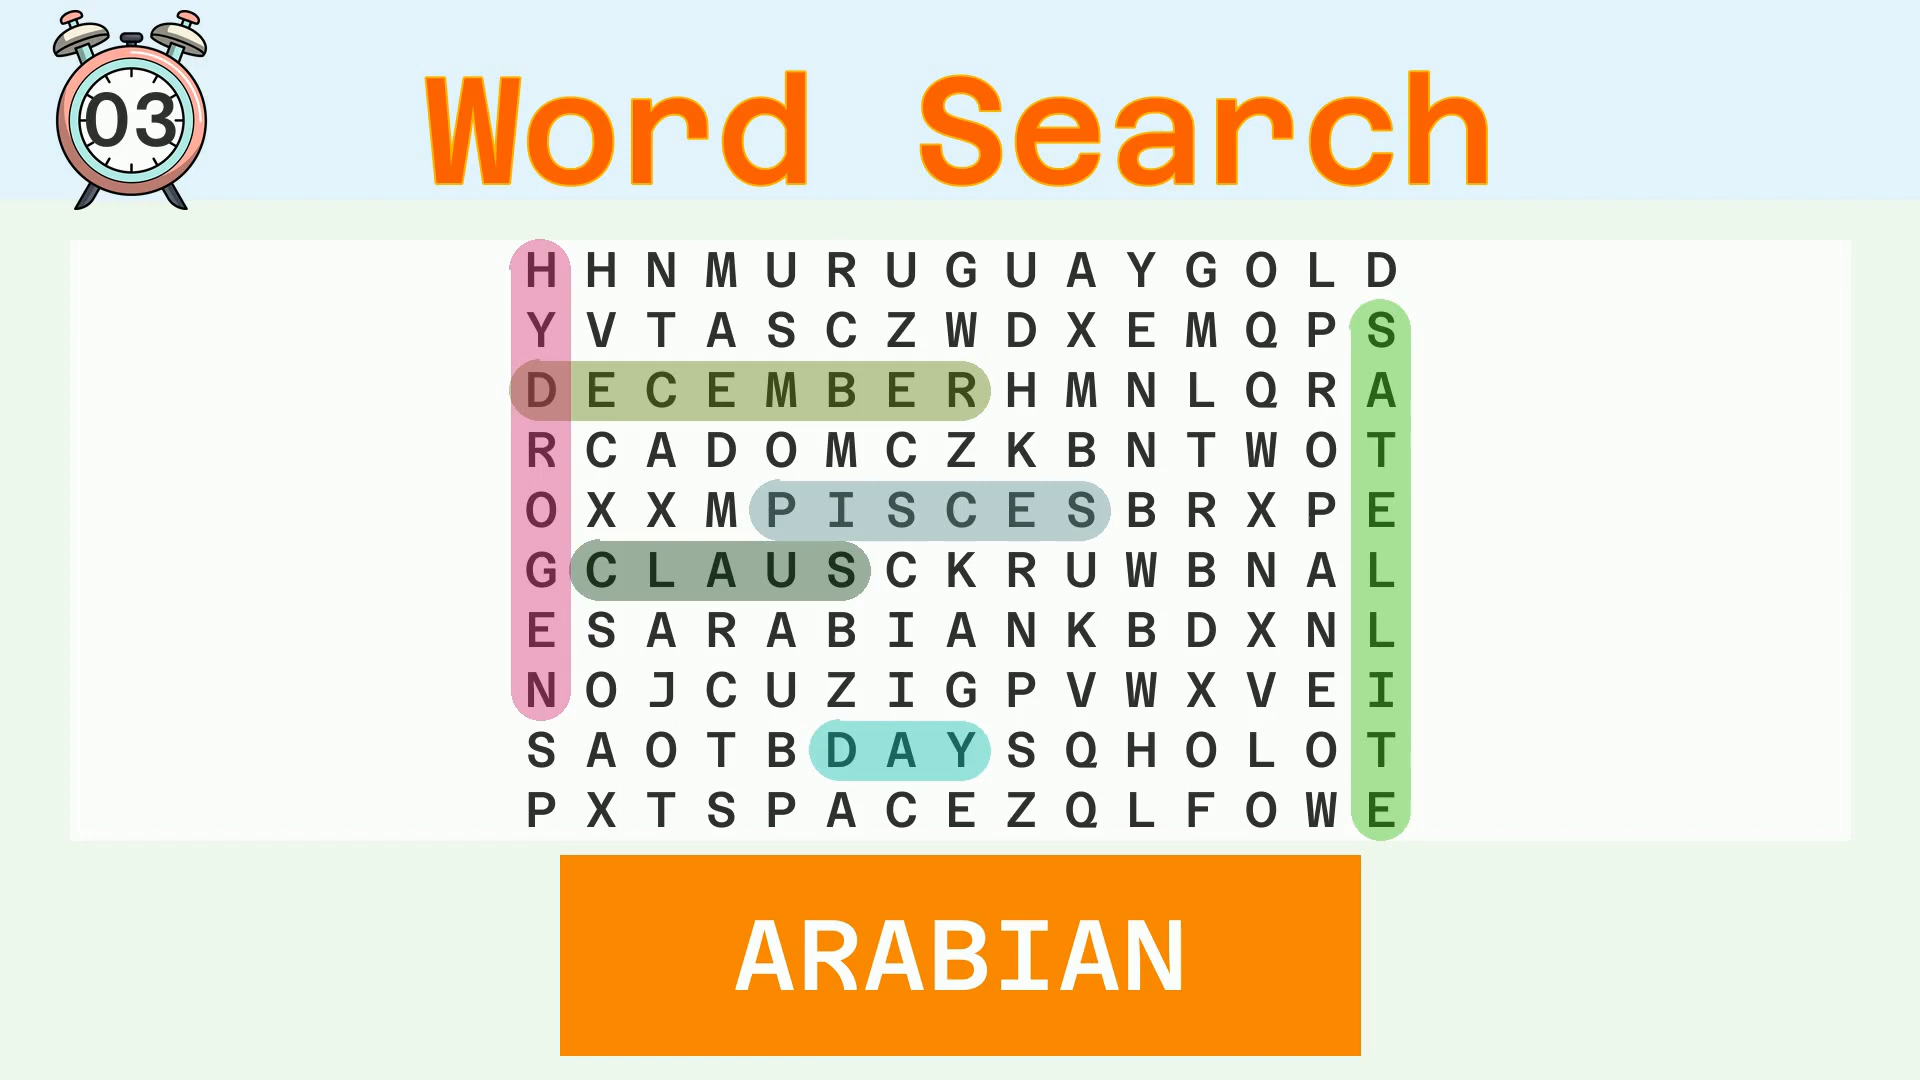 03
Word Search
H H N M U R U G U A Y G O L D
Y V T A S C Z W D X E M Q P S
D E C E M B E R H M N L Q R A
R C A D O M C Z K B N T W O T
O X X M P I S C E S B R X P E
G C L A U S C K R U W B N A L
E S A R A B I A N K B D X N L
N O J C U Z I G P V W X V E I
S A O T B D A Y S Q H O L O T
P X T S P A C E Z Q L F O W E
ARABIAN